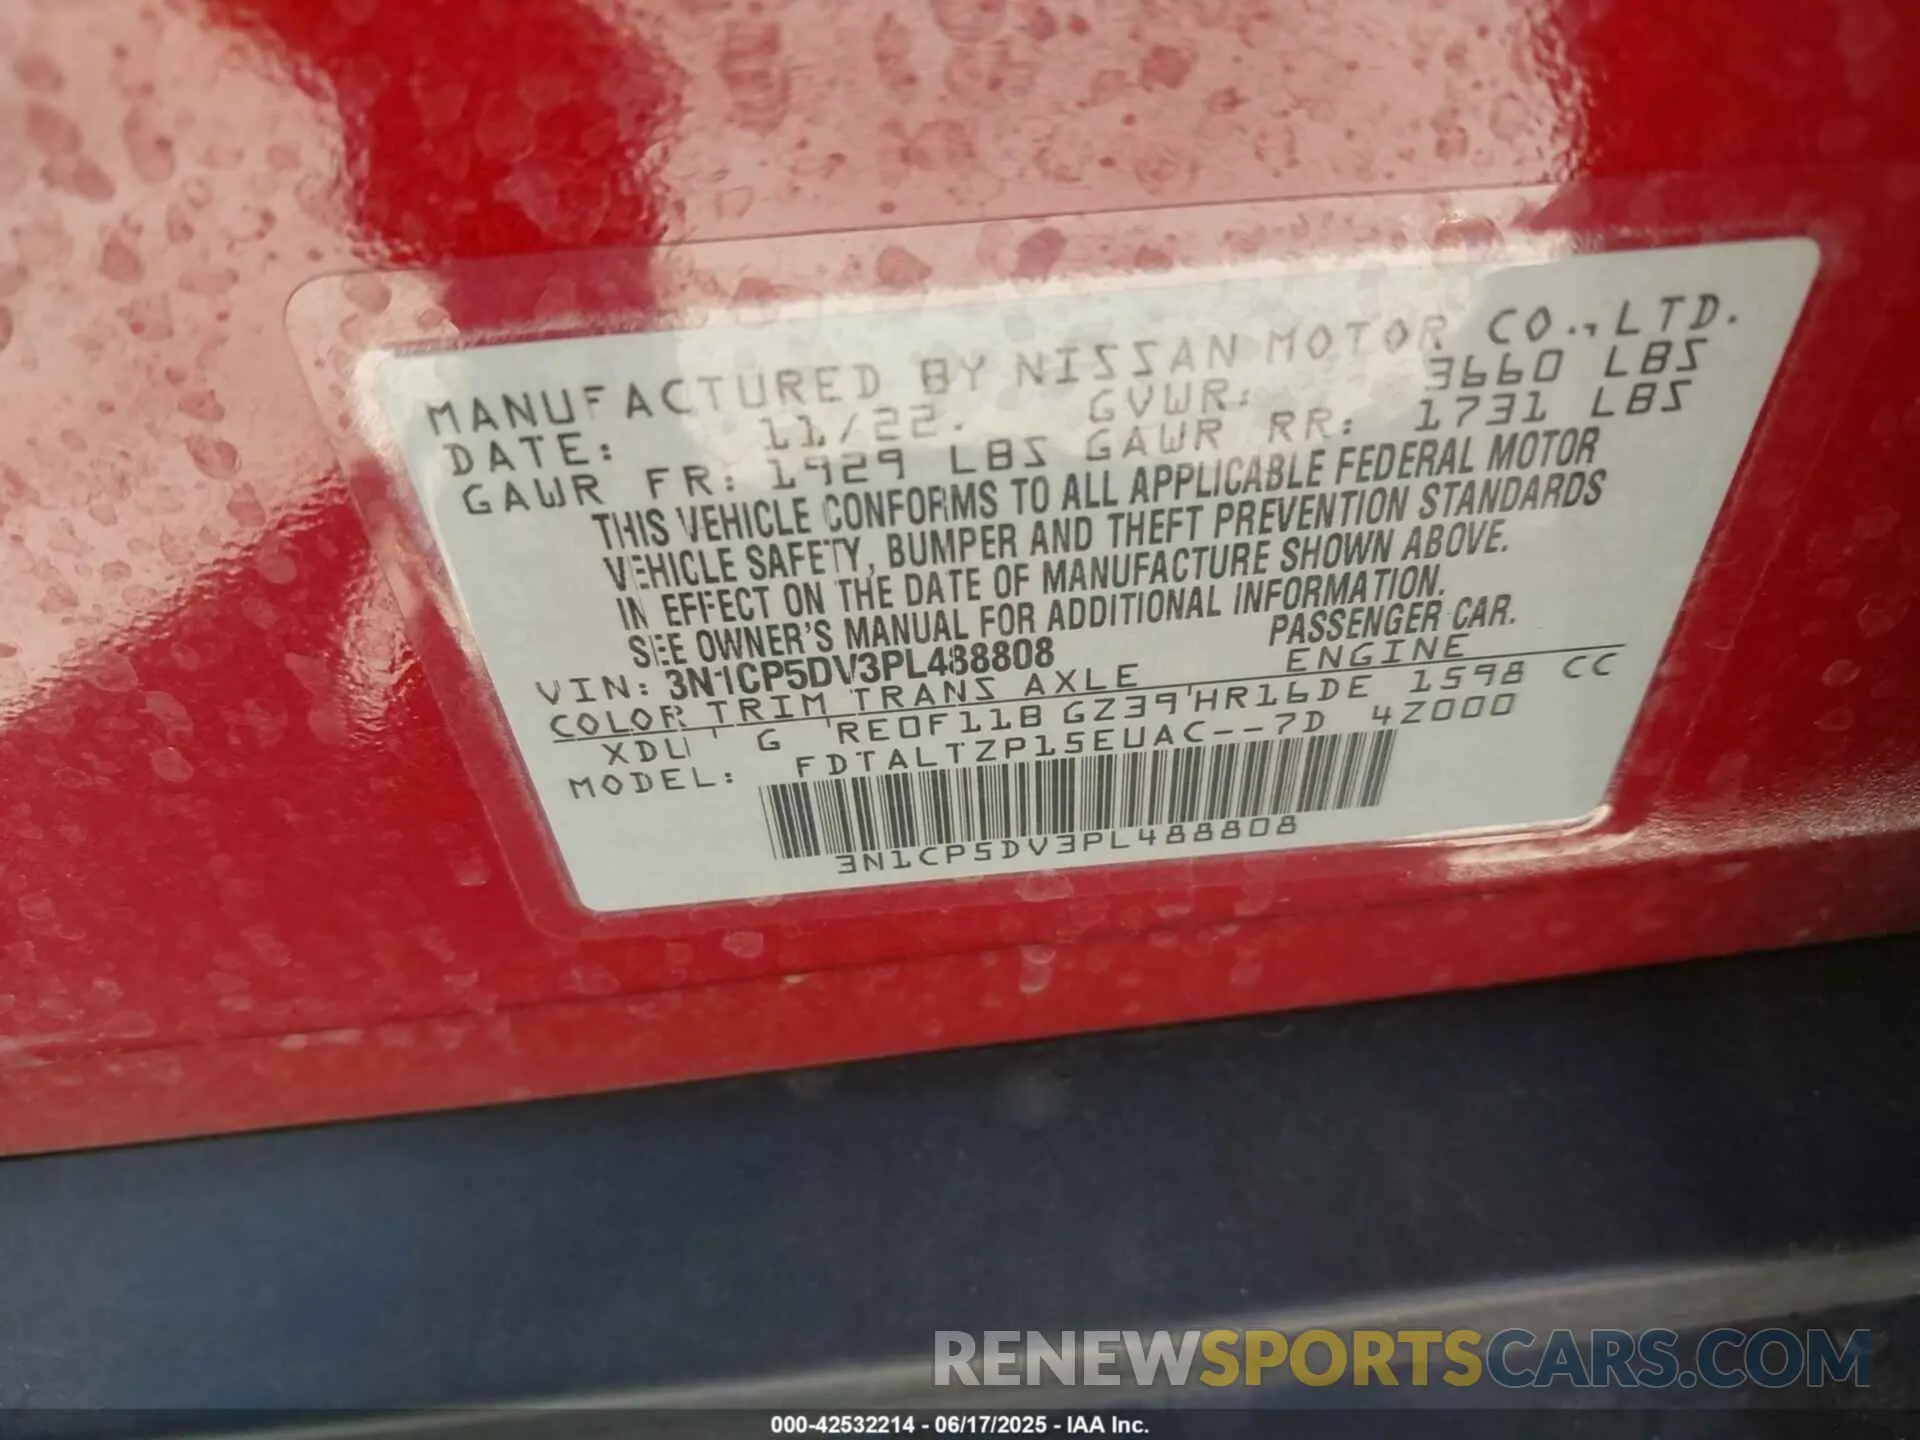 MANUFACTURED BY NISSAN MOTOR CO., LTD.
DATE: 11/22. GVWR: 3660 LBS
GAWR FR: 1929 LBS GAWR RR: 1731 LBS
THIS VEHICLE CONFORMS TO ALL APPLICABLE FEDERAL MOTOR
VEHICLE SAFETY, BUMPER AND THEFT PREVENTION STANDARDS
IN EFFECT ON THE DATE OF MANUFACTURE SHOWN ABOVE.
SEE OWNER'S MANUAL FOR ADDITIONAL INFORMATION.
VIN: 3N1CP5DV3PL488808 PASSENGER CAR.
COLOR TRIM TRANS AXLE ENGINE
G RE0F11B GZ39 HR16DE 1598 CC
MODEL: FDTALTZP15EUAC--7D 4Z000
3N1CP5DV3PL488808
RENEWSPORTSCARS.COM
000-42532214 - 06/17/2025 - IAA Inc.